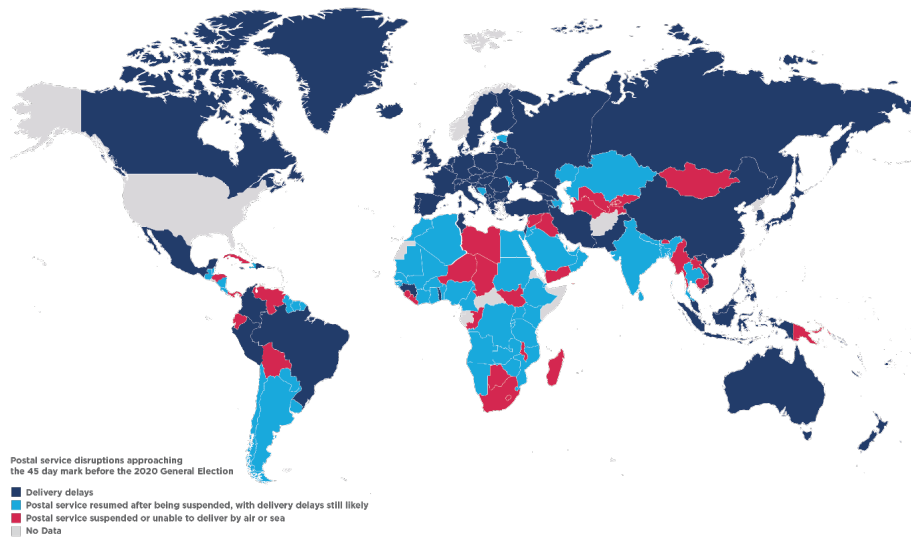 Postal service disruptions approaching
the 45 day mark before the 2020 General Election
Delivery delays
Postal service resumed after being suspended, with delivery delays still likely
Postal service suspended or unable to deliver by air or sea
No Data